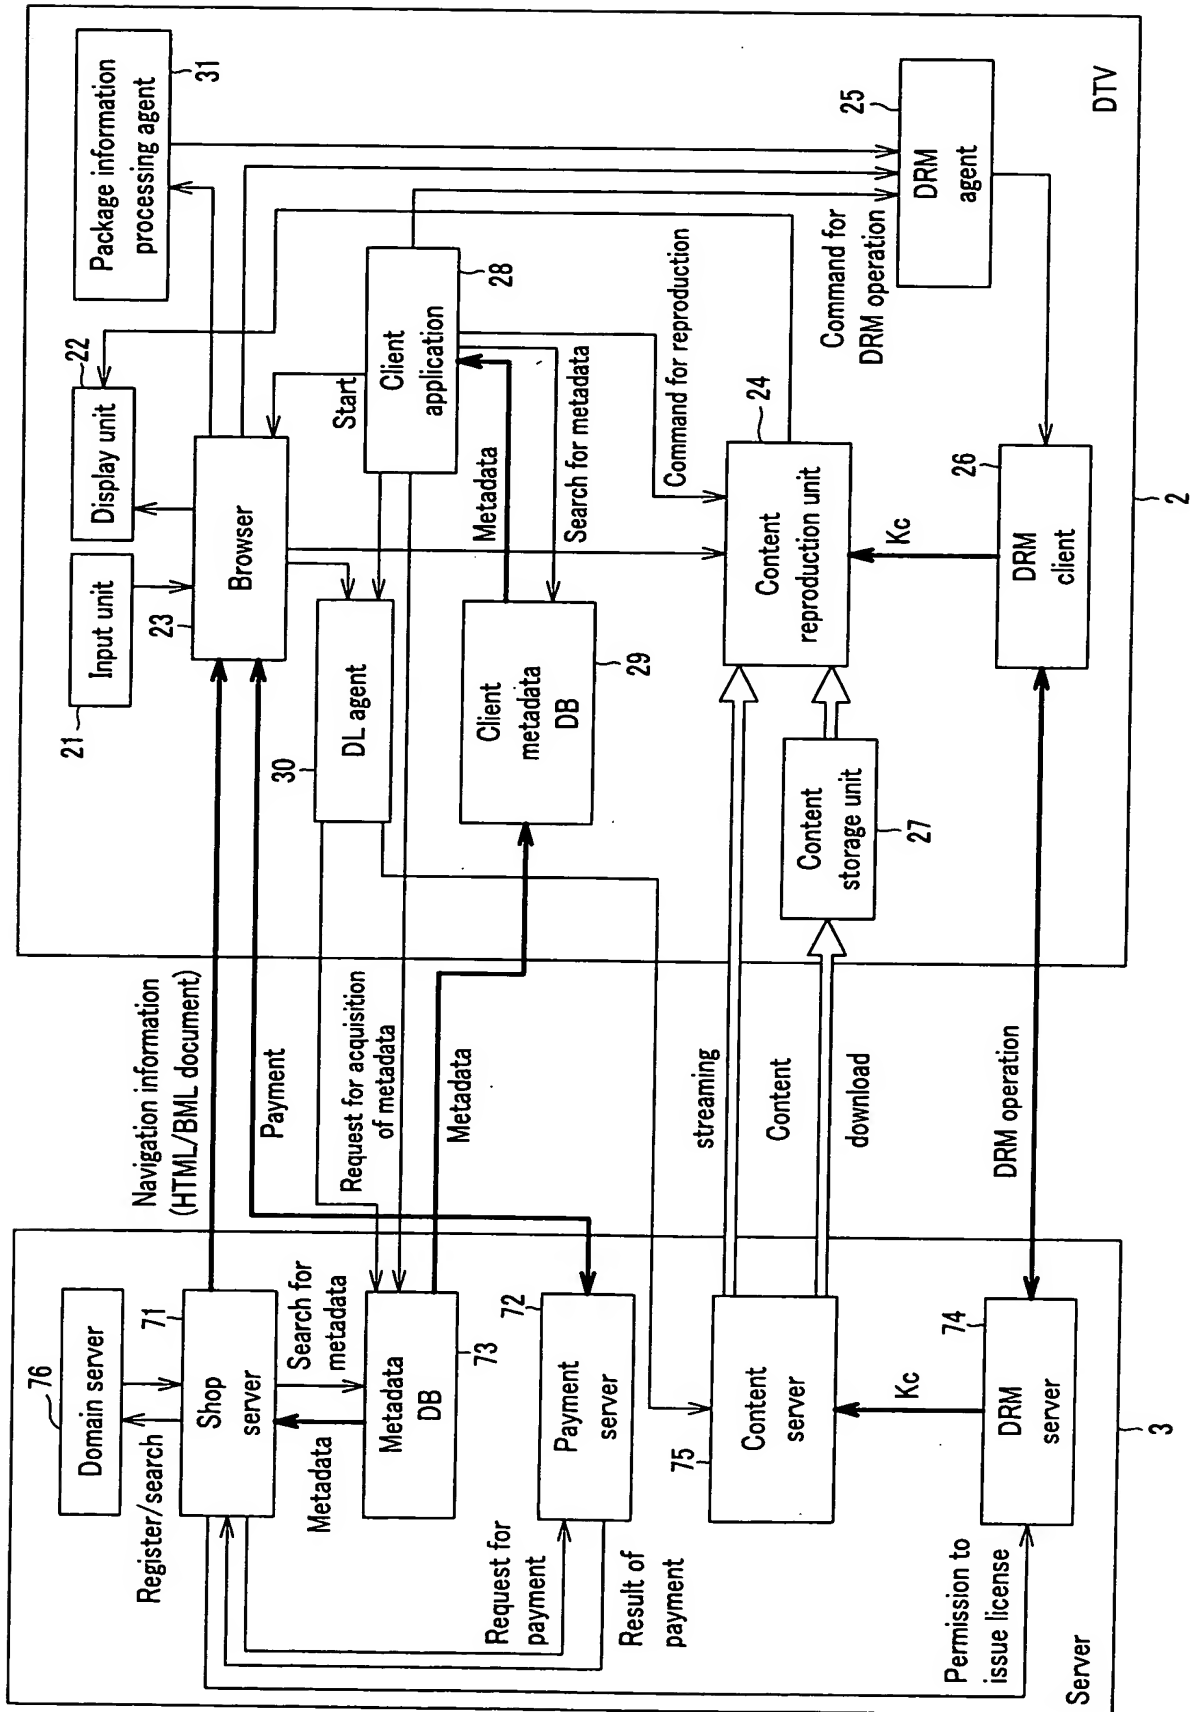 Server
3
Domain server
76
Register/search
Shop
server
71
Search for
metadata
Metadata
Metadata
DB
73
Request for
payment
Result of
payment
Payment
server
72
Content
server
75
Kc
DRM
server
74
Permission to
issue license
Navigation information
(HTML/BML document)
Payment
Request for acquisition
of metadata
Metadata
streaming
Content
download
DRM operation
DTV
2
Input unit
21
Display unit
22
Browser
23
Package information
processing agent
31
DL agent
30
Start
Client
application
28
Metadata
Search for metadata
Command for reproduction
Client
metadata
DB
29
Content
reproduction unit
24
Content
storage unit
27
Kc
DRM
client
26
Command for
DRM operation
DRM
agent
25